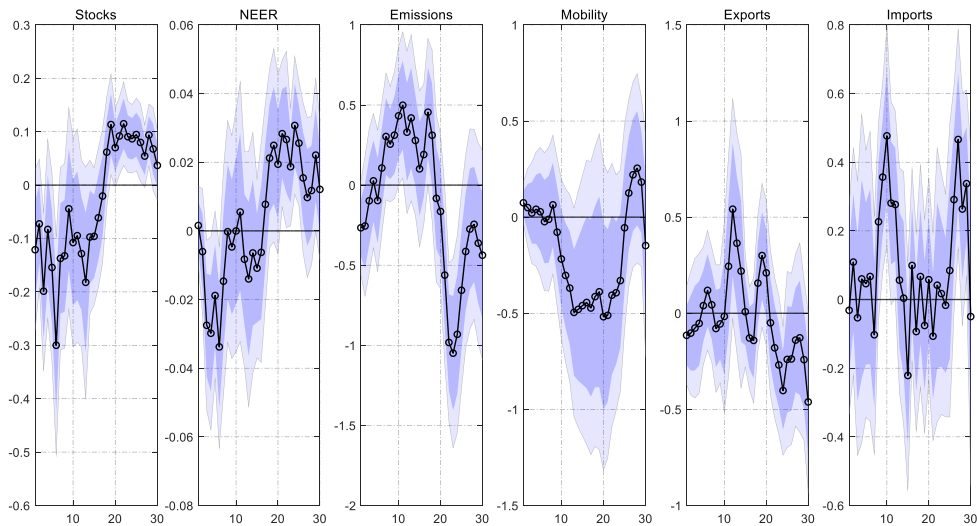 Stocks NEER Emissions Mobility Exports Imports
0.3 0.06 1 1 1.5 0.8
0.2 0.04 0.5 0.5 1 0.6
0.1 0.02 0 0 0.5 0.4
0 0 -0.5 -0.5 0 0.2
-0.1 -0.02 -1 -1 -0.5 0
-0.2 -0.04 -1.5 -1.5 -1 -0.2
-0.3 -0.06 -2 -0.4
-0.4 -0.08 -0.6
-0.5
-0.6
10 20 30 10 20 30 10 20 30 10 20 30 10 20 30 10 20 30